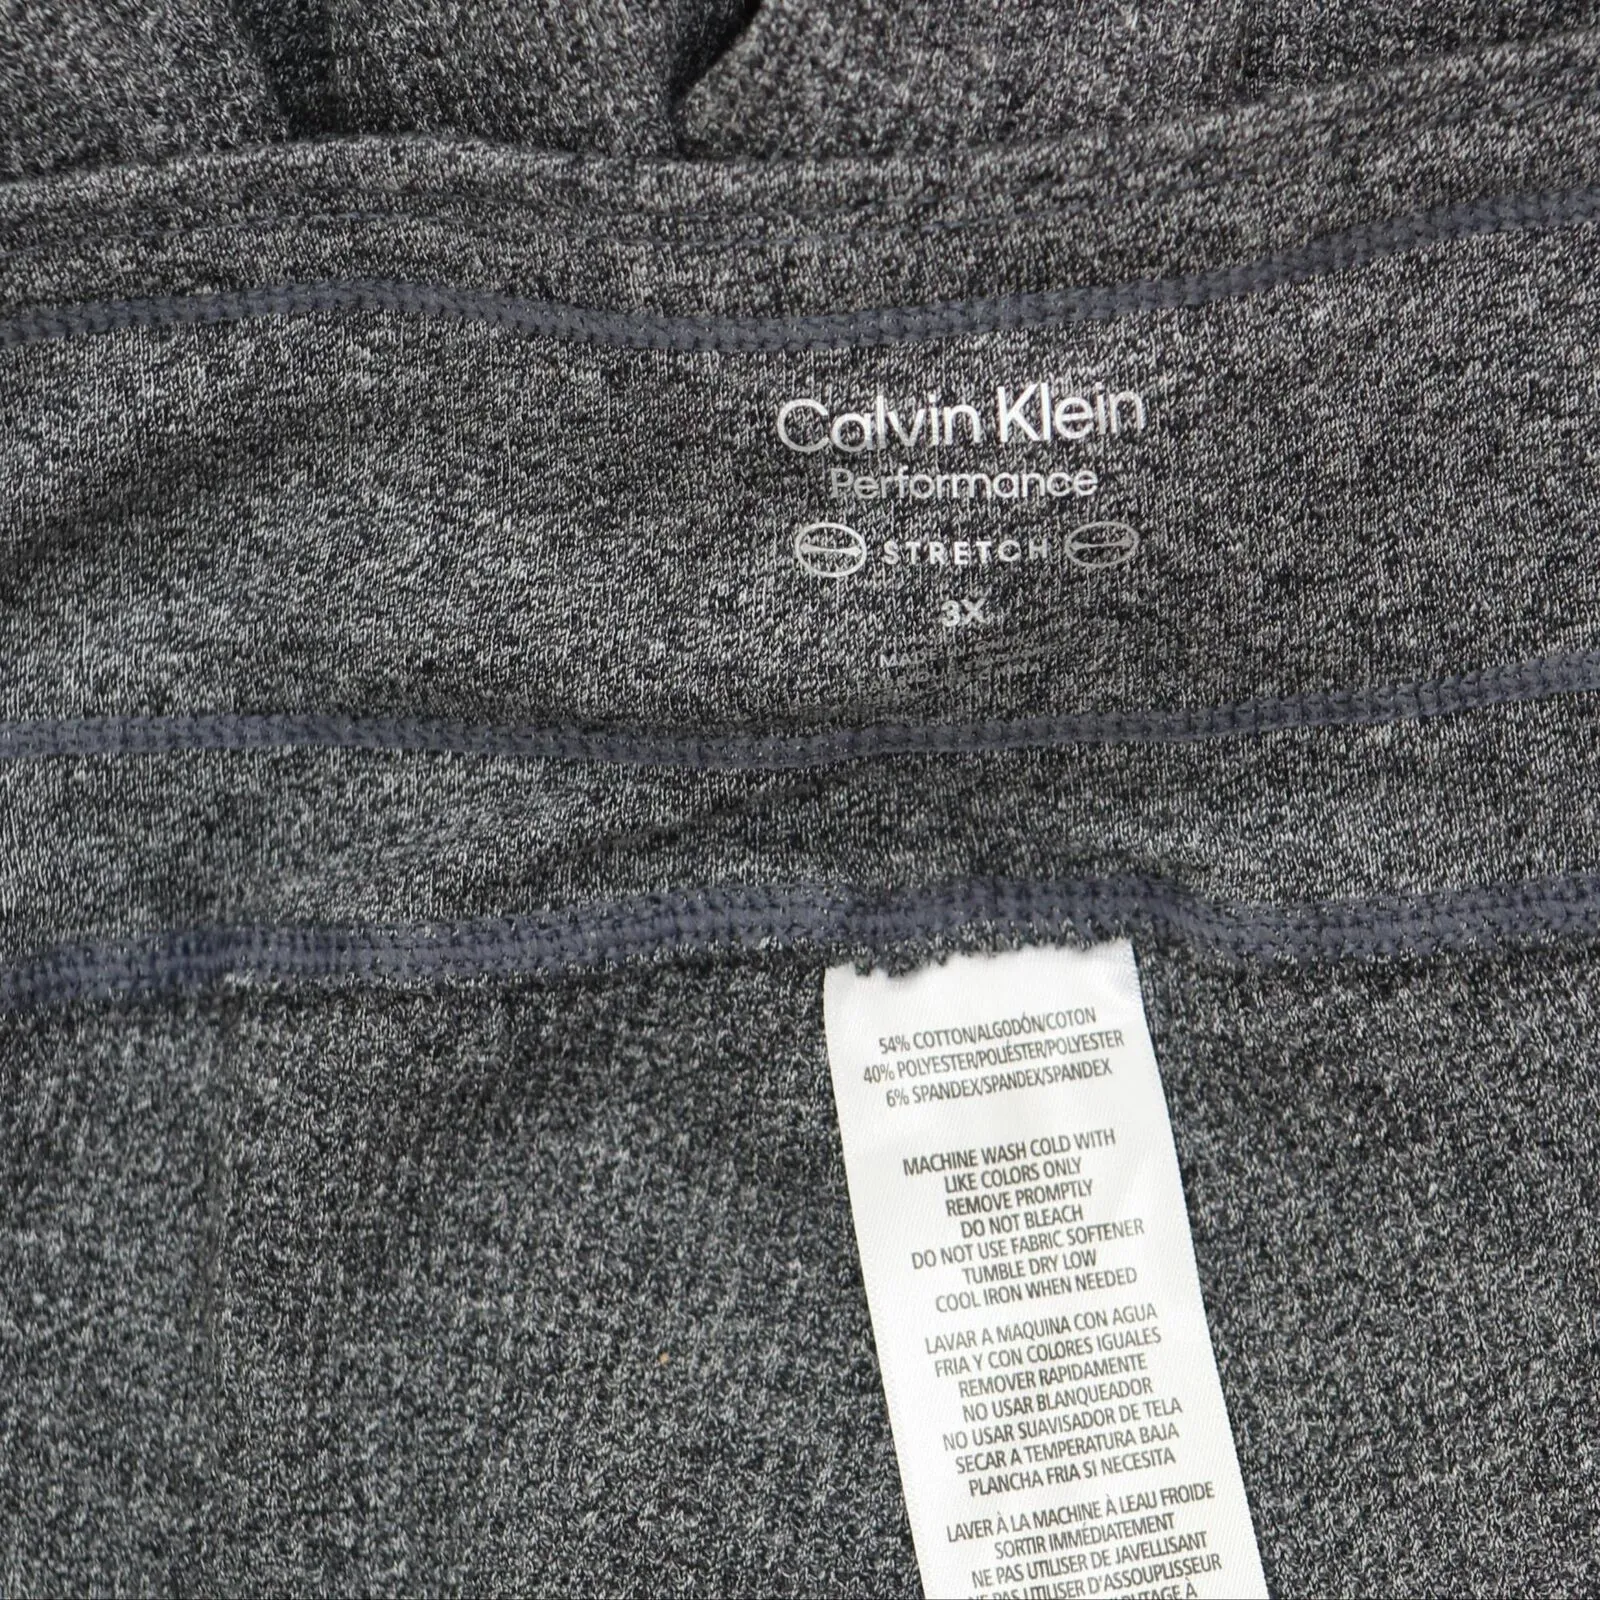 Calvin Klein
Performance
STRETCH
3X
54% COTTON/ALGODÓN/COTON
40% POLYESTER/POLIÉSTER/POLYESTER
6% SPANDEX/SPANDEX/SPANDEX
MACHINE WASH COLD WITH
LIKE COLORS ONLY
REMOVE PROMPTLY
DO NOT BLEACH
DO NOT USE FABRIC SOFTENER
TUMBLE DRY LOW
COOL IRON WHEN NEEDED
LAVAR A MAQUINA CON AGUA
FRIA Y CON COLORES IGUALES
REMOVER RAPIDAMENTE
NO USAR BLANQUEADOR
NO USAR SUAVISADOR DE TELA
SECAR A TEMPERATURA BAJA
PLANCHA FRIA SI NECESITA
LAVER À LA MACHINE À LEAU FROIDE
SORTIR IMMÉDIATEMENT
NE PAS UTILISER DE JAVELLISANT
NE PAS UTILISER D'ASSOUPLISSEUR